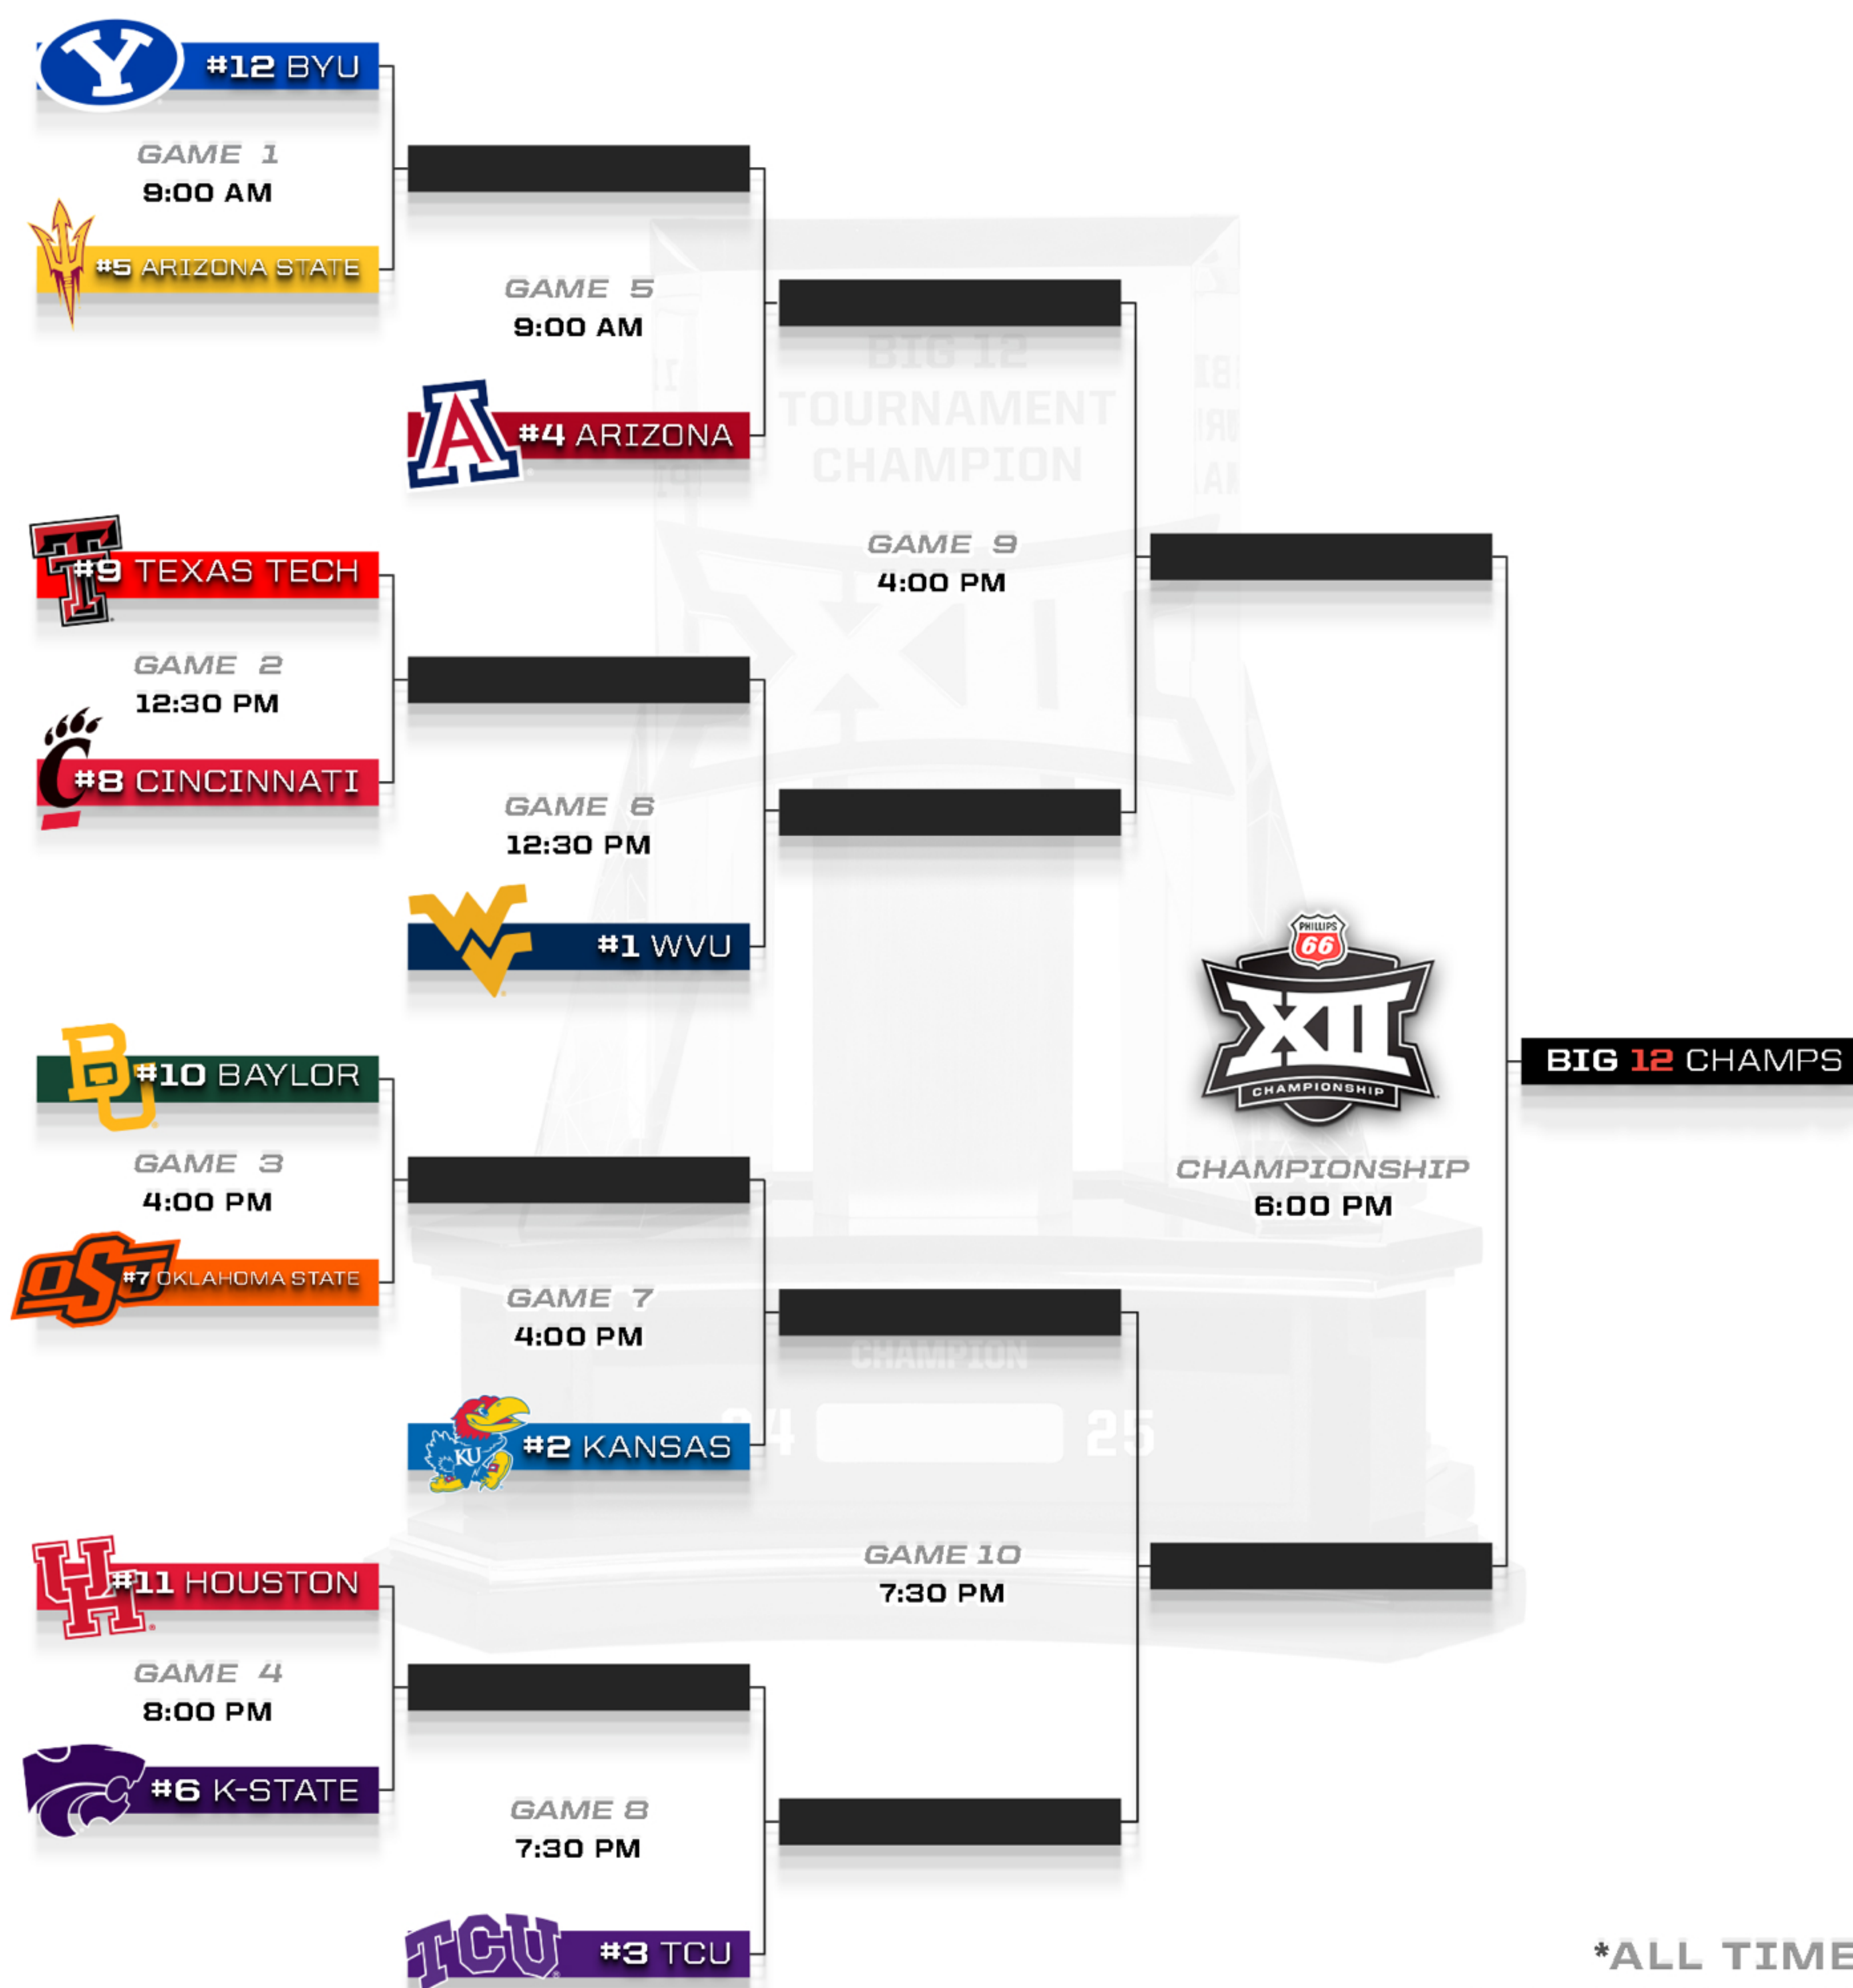 #12 BYU
GAME 1
9:00 AM
#5 ARIZONA STATE
GAME 5
9:00 AM
#4 ARIZONA
BIG 12
TOURNAMENT
CHAMPION
#9 TEXAS TECH
GAME 2
12:30 PM
#8 CINCINNATI
GAME 9
4:00 PM
GAME 6
12:30 PM
#1 WVU
#10 BAYLOR
GAME 3
4:00 PM
OSU #7 OKLAHOMA STATE
GAME 7
4:00 PM
KU #2 KANSAS
PHILLIPS
66
XII
CHAMPIONSHIP
CHAMPIONSHIP
6:00 PM
BIG 12 CHAMPS
CHAMPION
25
#11 HOUSTON
GAME 4
8:00 PM
#6 K-STATE
GAME 10
7:30 PM
GAME 8
7:30 PM
TCU #3 TCU
*ALL TIME